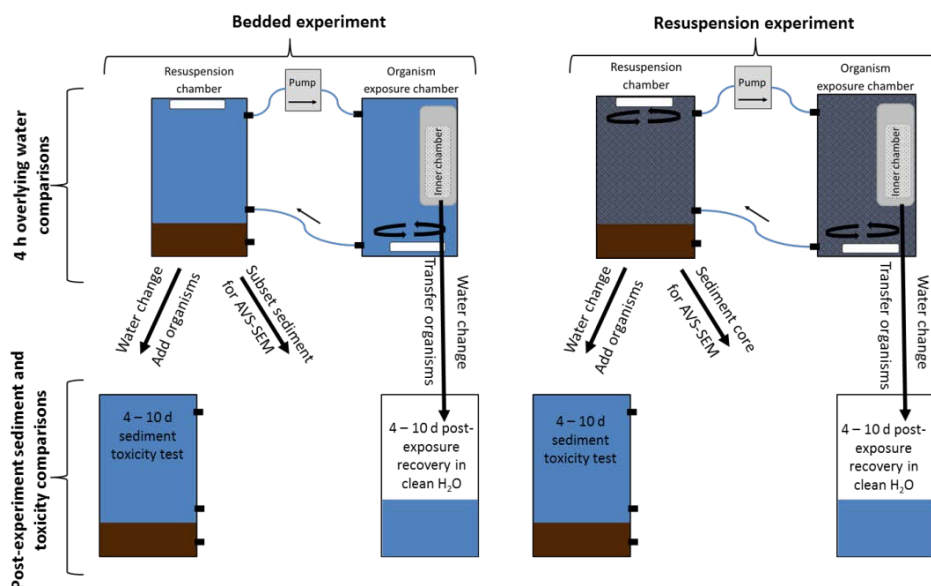 Bedded experiment
Resuspension experiment
Resuspension
chamber
Pump
Organism
exposure chamber
Resuspension
chamber
Pump
Organism
exposure chamber
4 h overlying water
comparisons
Inner chamber
Inner chamber
Water change
Add organisms
Subset sediment
for AVS-SEM
Transfer organisms
Water change
Water change
Add organisms
Sediment core
for AVS-SEM
Transfer organisms
Water change
Post-experiment sediment and
toxicity comparisons
4 – 10 d
sediment
toxicity test
4 – 10 d post-
exposure
recovery in
clean H₂O
4 – 10 d
sediment
toxicity test
4 – 10 d post-
exposure
recovery in
clean H₂O